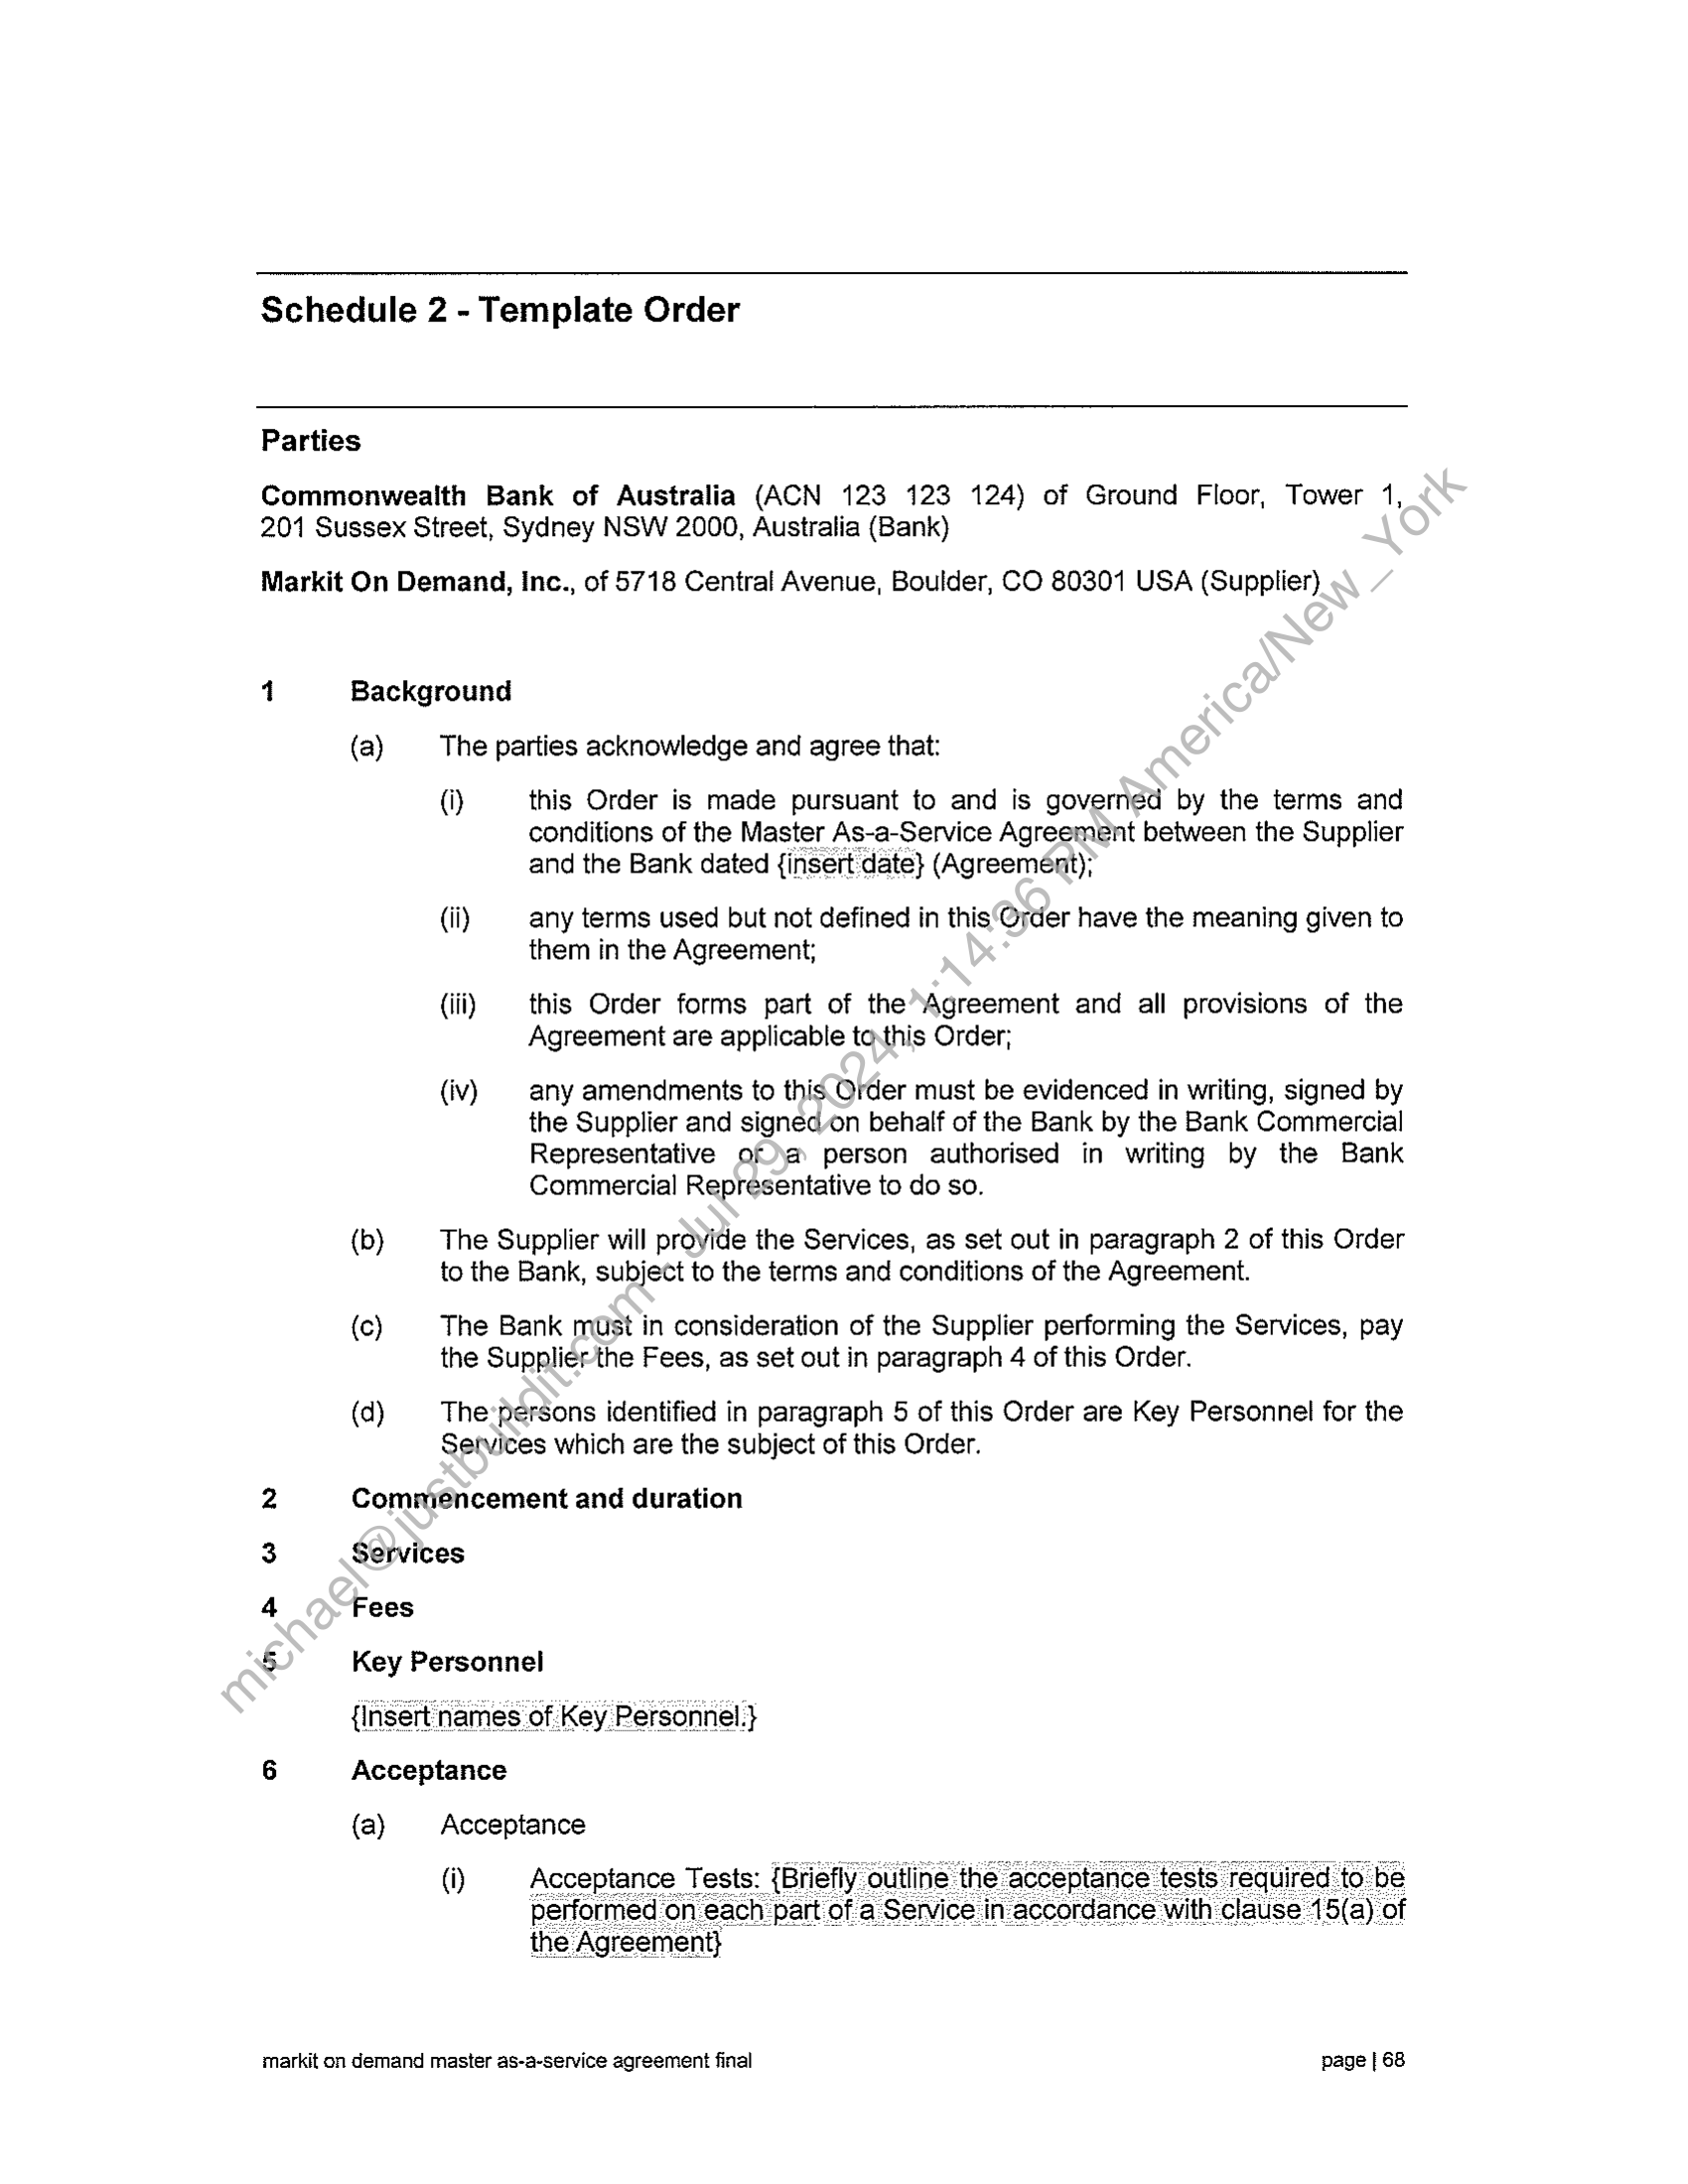 Schedule 2 - Template Order
Parties
Commonwealth Bank of Australia (ACN 123 123 124) of Ground Floor, Tower 1,
201 Sussex Street, Sydney NSW 2000, Australia (Bank)
Markit On Demand, Inc., of 5718 Central Avenue, Boulder, CO 80301 USA (Supplier)
1 Background
(a) The parties acknowledge and agree that:
(i) this Order is made pursuant to and is governed by the terms and
conditions of the Master As-a-Service Agreement between the Supplier
and the Bank dated {insert date} (Agreement);
(ii) any terms used but not defined in this Order have the meaning given to
them in the Agreement;
(iii) this Order forms part of the Agreement and all provisions of the
Agreement are applicable to this Order;
(iv) any amendments to this Order must be evidenced in writing, signed by
the Supplier and signed on behalf of the Bank by the Bank Commercial
Representative or a person authorised in writing by the Bank
Commercial Representative to do so.
(b) The Supplier will provide the Services, as set out in paragraph 2 of this Order
to the Bank, subject to the terms and conditions of the Agreement.
(c) The Bank must in consideration of the Supplier performing the Services, pay
the Supplier the Fees, as set out in paragraph 4 of this Order.
(d) The persons identified in paragraph 5 of this Order are Key Personnel for the
Services which are the subject of this Order.
2 Commencement and duration
3 Services
4 Fees
5 Key Personnel
{Insert names of Key Personnel.}
6 Acceptance
(a) Acceptance
(i) Acceptance Tests: {Briefly outline the acceptance tests required to be
performed on each part of a Service in accordance with clause 15(a) of
the Agreement}
markit on demand master as-a-service agreement final page | 68
michael@justbuildit.com - Jul 29, 2024, 1:14:36 PM America/New_York